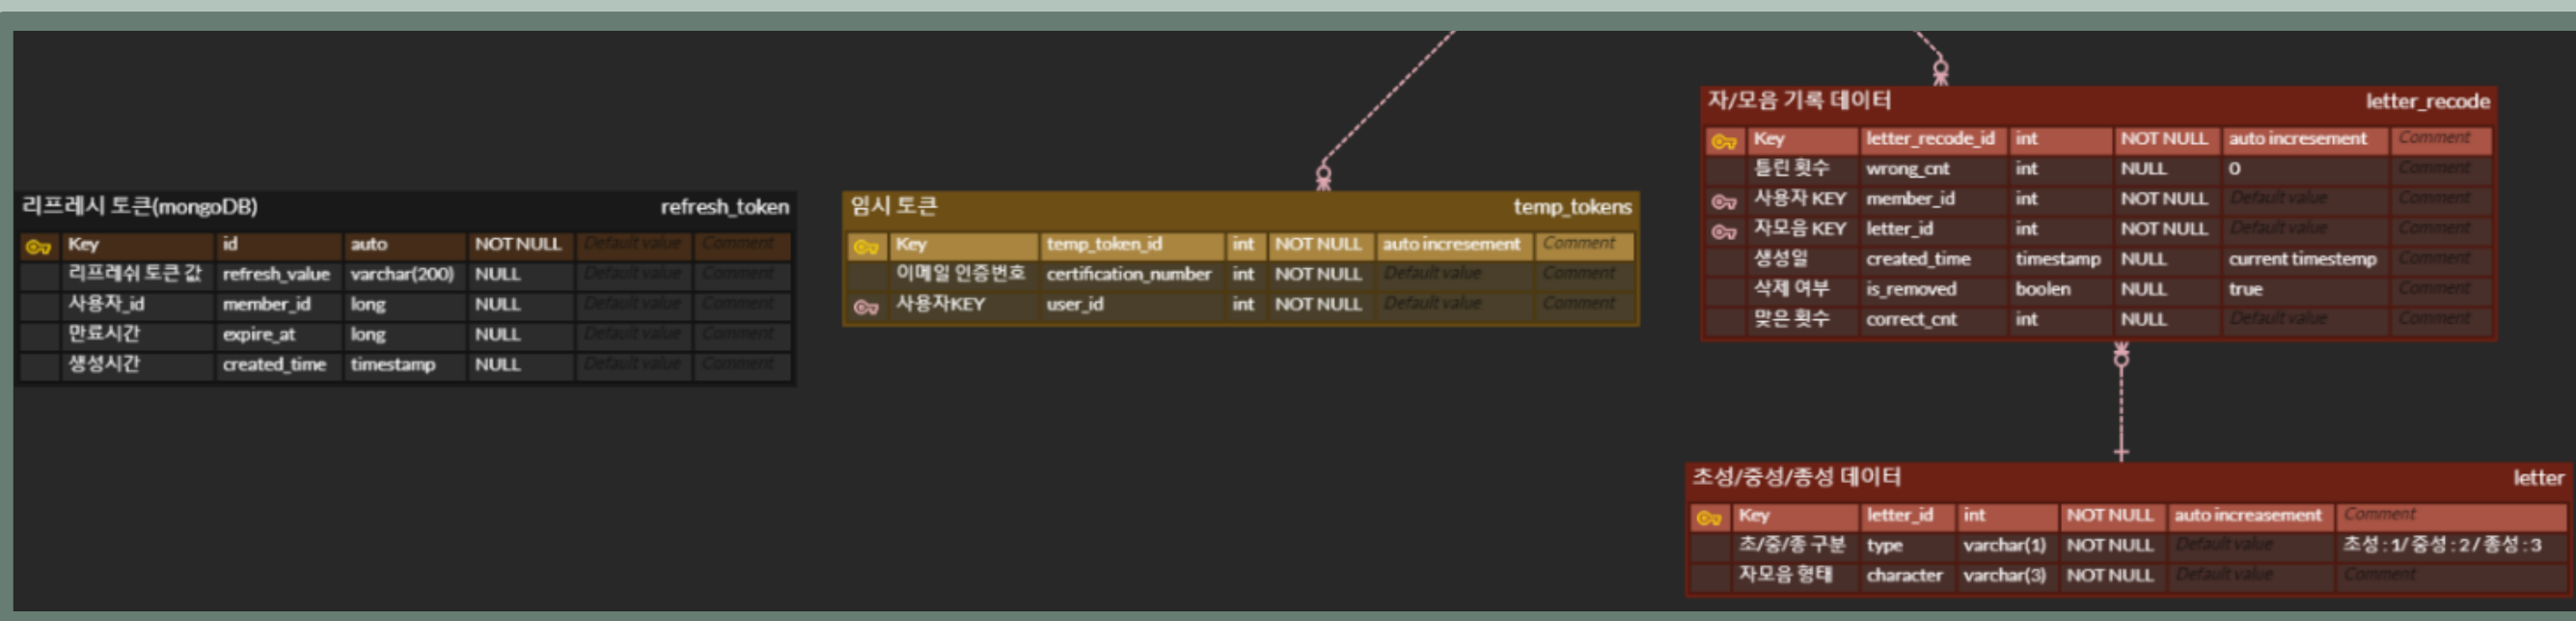 자/모음 기록 데이터 letter_recode
Key letter_recode_id int NOT NULL auto incresement Comment
틀린 횟수 wrong_cnt int NULL 0 Comment
사용자 KEY member_id int NOT NULL Default value Comment
자모음 KEY letter_id int NOT NULL Default value Comment
생성일 created_time timestamp NULL current timestemp Comment
삭제 여부 is_removed boolen NULL true Comment
맞은 횟수 correct_cnt int NULL Default value Comment
리프레시 토큰(mongoDB) refresh_token
Key id auto NOT NULL Default value Comment
리프레쉬 토큰 값 refresh_value varchar(200) NULL Default value Comment
사용자_id member_id long NULL Default value Comment
만료시간 expire_at long NULL Default value Comment
생성시간 created_time timestamp NULL Default value Comment
임시 토큰 temp_tokens
Key temp_token_id int NOT NULL auto incresement Comment
이메일 인증번호 certification_number int NOT NULL Default value Comment
사용자KEY user_id int NOT NULL Default value Comment
초성/중성/종성 데이터 letter
Key letter_id int NOT NULL auto increasement Comment
초/중/종 구분 type varchar(1) NOT NULL Default value 초성 : 1/ 중성 : 2 / 종성 : 3
자모음 형태 character varchar(3) NOT NULL Default value Comment